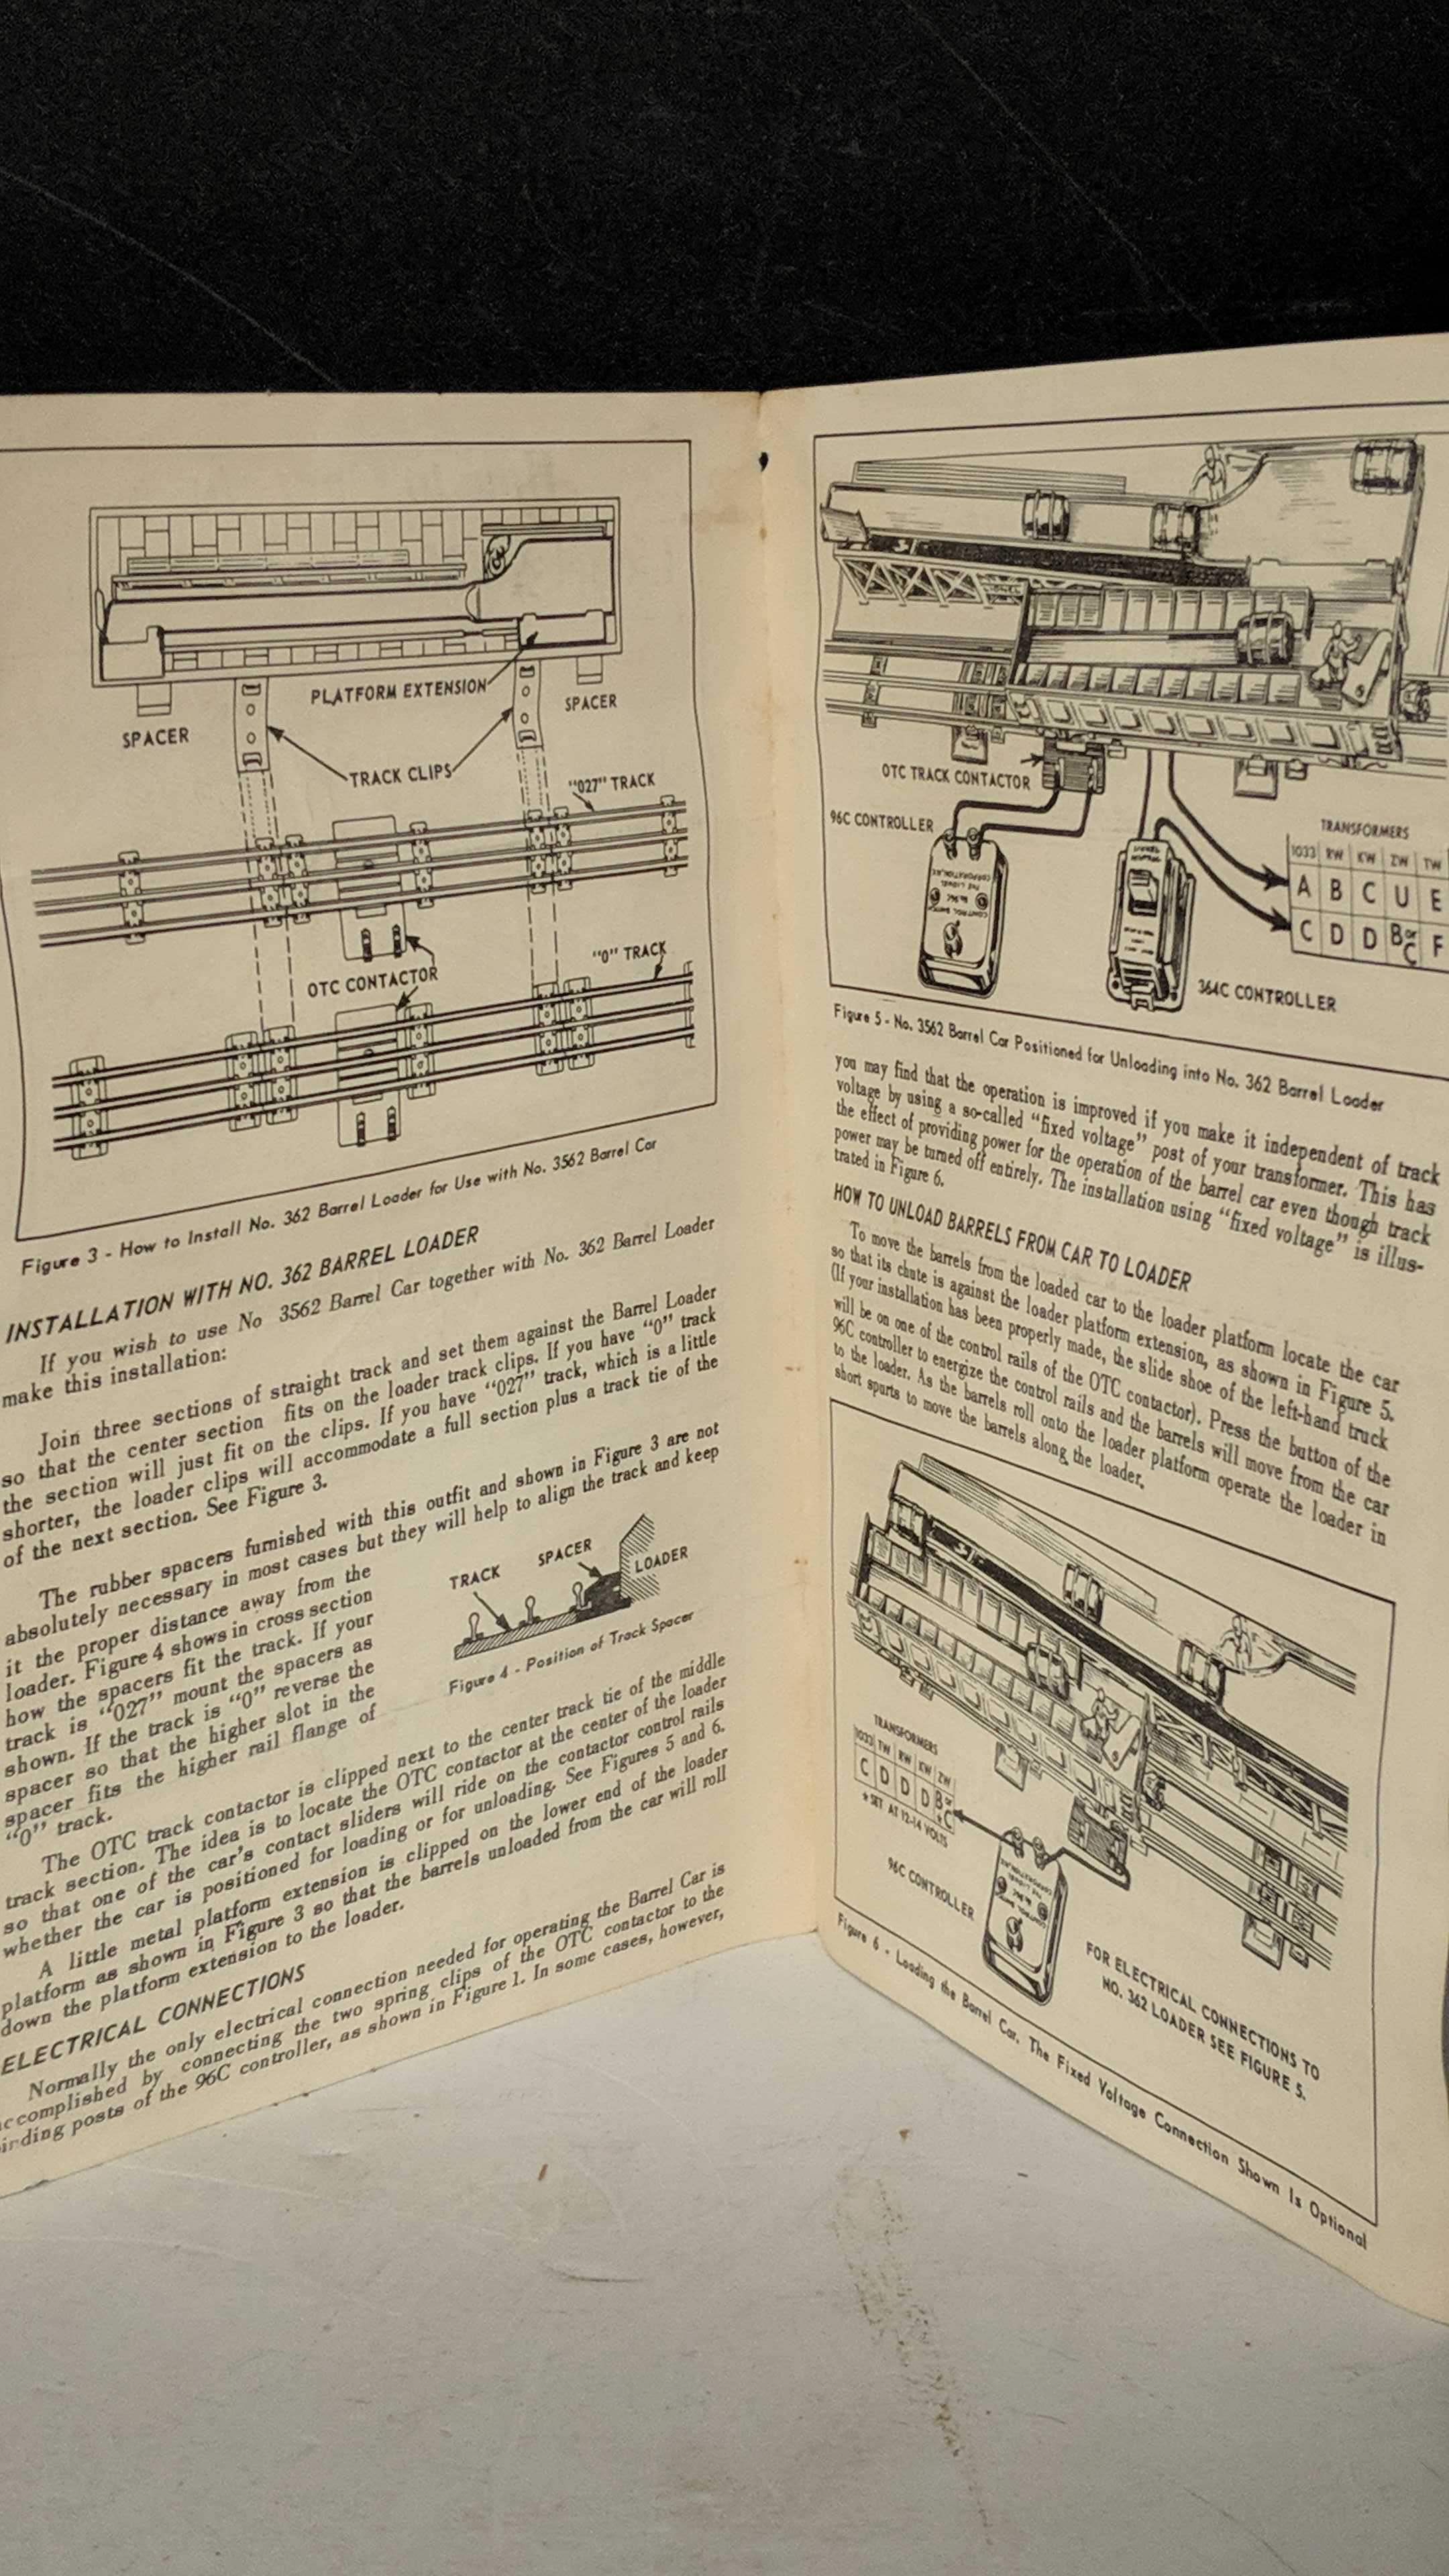 PLATFORM EXTENSION
SPACER
SPACER
TRACK CLIPS
"027" TRACK
OTC CONTACTOR
"0" TRACK
Figure 3 - How to Install No. 362 Barrel Loader for Use with No. 3562 Barrel Car
INSTALLATION WITH NO. 362 BARREL LOADER
If you wish to use No 3562 Barrel Car together with No. 362 Barrel Loader
make this installation:
Join three sections of straight track and set them against the Barrel Loader
so that the center section fits on the loader track clips. If you have "0" track
the section will just fit on the clips. If you have "027" track, which is a little
shorter, the loader clips will accommodate a full section plus a track tie of the
of the next section. See Figure 3.
The rubber spacers furnished with this outfit and shown in Figure 3 are not
absolutely necessary in most cases but they will help to align the track and keep
it the proper distance away from the
loader. Figure 4 shows in cross section
how the spacers fit the track. If your
track is "027" mount the spacers as
shown. If the track is "0" reverse the
spacer so that the higher slot in the
spacer fits the higher rail flange of
"0" track.
TRACK
SPACER
LOADER
Figure 4 - Position of Track Spacer
The OTC track contactor is clipped next to the center track tie of the middle
track section. The idea is to locate the OTC contactor at the center of the loader
so that one of the car's contact sliders will ride on the contactor control rails
whether the car is positioned for loading or for unloading. See Figures 5 and 6.
A little metal platform extension is clipped on the lower end of the loader
platform as shown in Figure 3 so that the barrels unloaded from the car will roll
down the platform extension to the loader.
ELECTRICAL CONNECTIONS
Normally the only electrical connection needed for operating the Barrel Car is
ccomplished by connecting the two spring clips of the OTC contactor to the
inding posts of the 96C controller, as shown in Figure 1. In some cases, however,
OTC TRACK CONTACTOR
96C CONTROLLER
364C CONTROLLER
TRANSFORMERS
1033 RW KW ZW TW
A B C U E
C D D B or C F
Figure 5 - No. 3562 Barrel Car Positioned for Unloading into No. 362 Barrel Loader
you may find that the operation is improved if you make it independent of track
voltage by using a so-called "fixed voltage" post of your transformer. This has
the effect of providing power for the operation of the barrel car even though track
power may be turned off entirely. The installation using "fixed voltage" is illus-
trated in Figure 6.
HOW TO UNLOAD BARRELS FROM CAR TO LOADER
To move the barrels from the loaded car to the loader platform locate the car
so that its chute is against the loader platform extension, as shown in Figure 5.
(If your installation has been properly made, the slide shoe of the left-hand truck
will be on one of the control rails of the OTC contactor). Press the button of the
96C controller to energize the control rails and the barrels will move from the car
to the loader. As the barrels roll onto the loader platform operate the loader in
short spurts to move the barrels along the loader.
TRANSFORMERS
1033 TW RW KW ZW
C D D D B or *C
*SET AT 12-14 VOLTS
96C CONTROLLER
FOR ELECTRICAL CONNECTIONS TO
NO. 362 LOADER SEE FIGURE 5.
Figure 6 - Loading the Barrel Car. The Fixed Voltage Connection Shown Is Optional